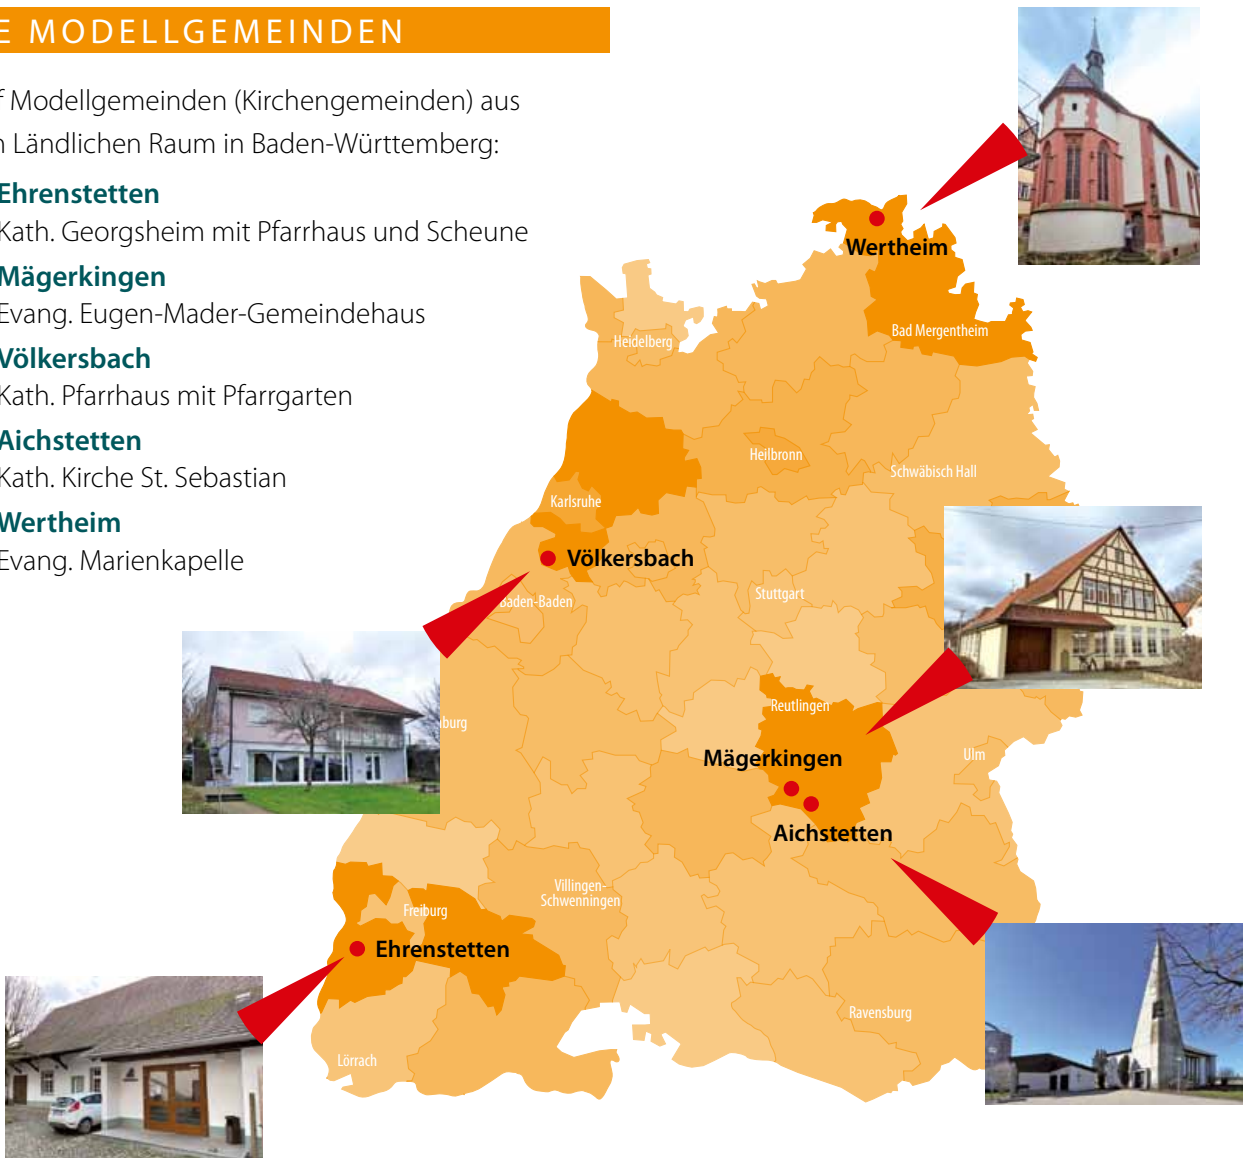 E MODELLGEMEINDEN
f Modellgemeinden (Kirchengemeinden) aus
n Ländlichen Raum in Baden-Württemberg:
Ehrenstetten
Kath. Georgsheim mit Pfarrhaus und Scheune
Mägerkingen
Evang. Eugen-Mader-Gemeindehaus
Völkersbach
Kath. Pfarrhaus mit Pfarrgarten
Aichstetten
Kath. Kirche St. Sebastian
Wertheim
Evang. Marienkapelle
Wertheim
Bad Mergentheim
Heidelberg
Heilbronn
Schwäbisch Hall
Karlsruhe
Völkersbach
Baden-Baden
Stuttgart
Reutlingen
burg
Mägerkingen
Ulm
Aichstetten
Villingen-
Schwenningen
Freiburg
Ehrenstetten
Ravensburg
Lörrach